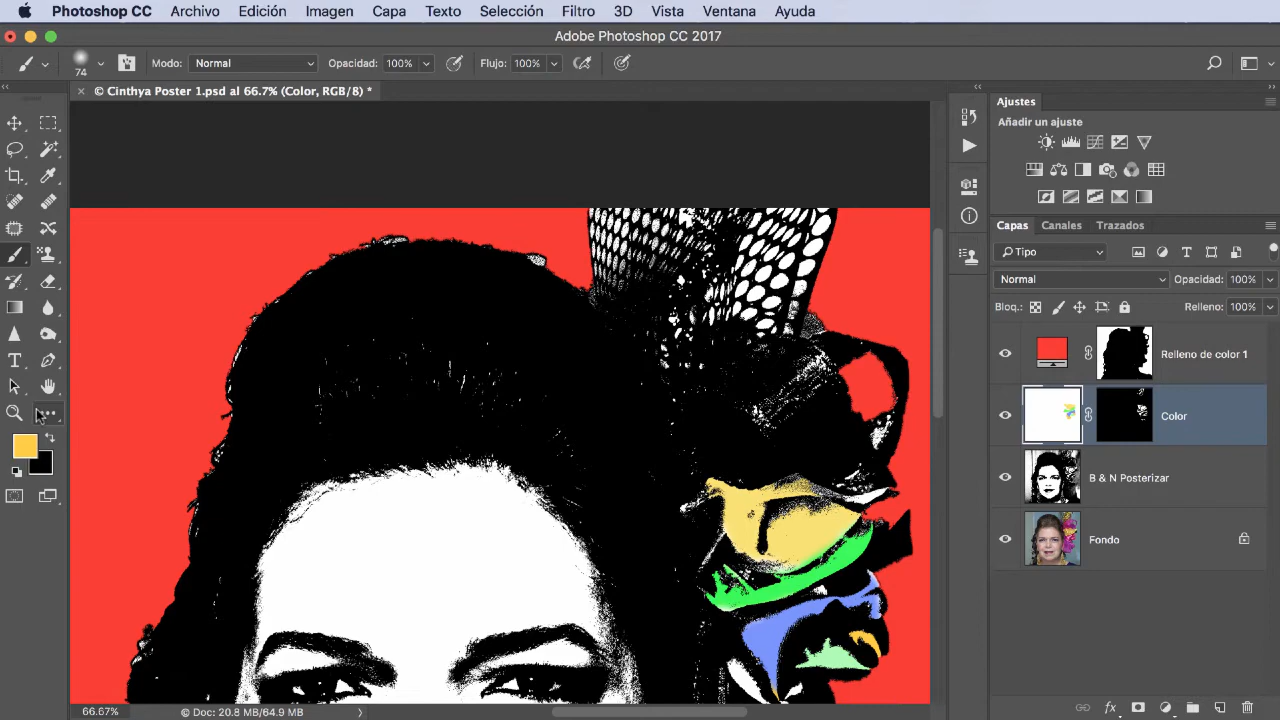 Photoshop CC Archivo Edición Imagen Capa Texto Selección Filtro 3D Vista Ventana Ayuda
Adobe Photoshop CC 2017
74 Modo: Normal Opacidad: 100% Flujo: 100%
© Cinthya Poster 1.psd al 66.7% (Color, RGB/8) *
Ajustes
Añadir un ajuste
Capas Canales Trazados
Tipo
Normal Opacidad: 100%
Bloq.: Relleno: 100%
Relleno de color 1
Color
B & N Posterizar
Fondo
66.67% © Doc: 20.8 MB/64.9 MB